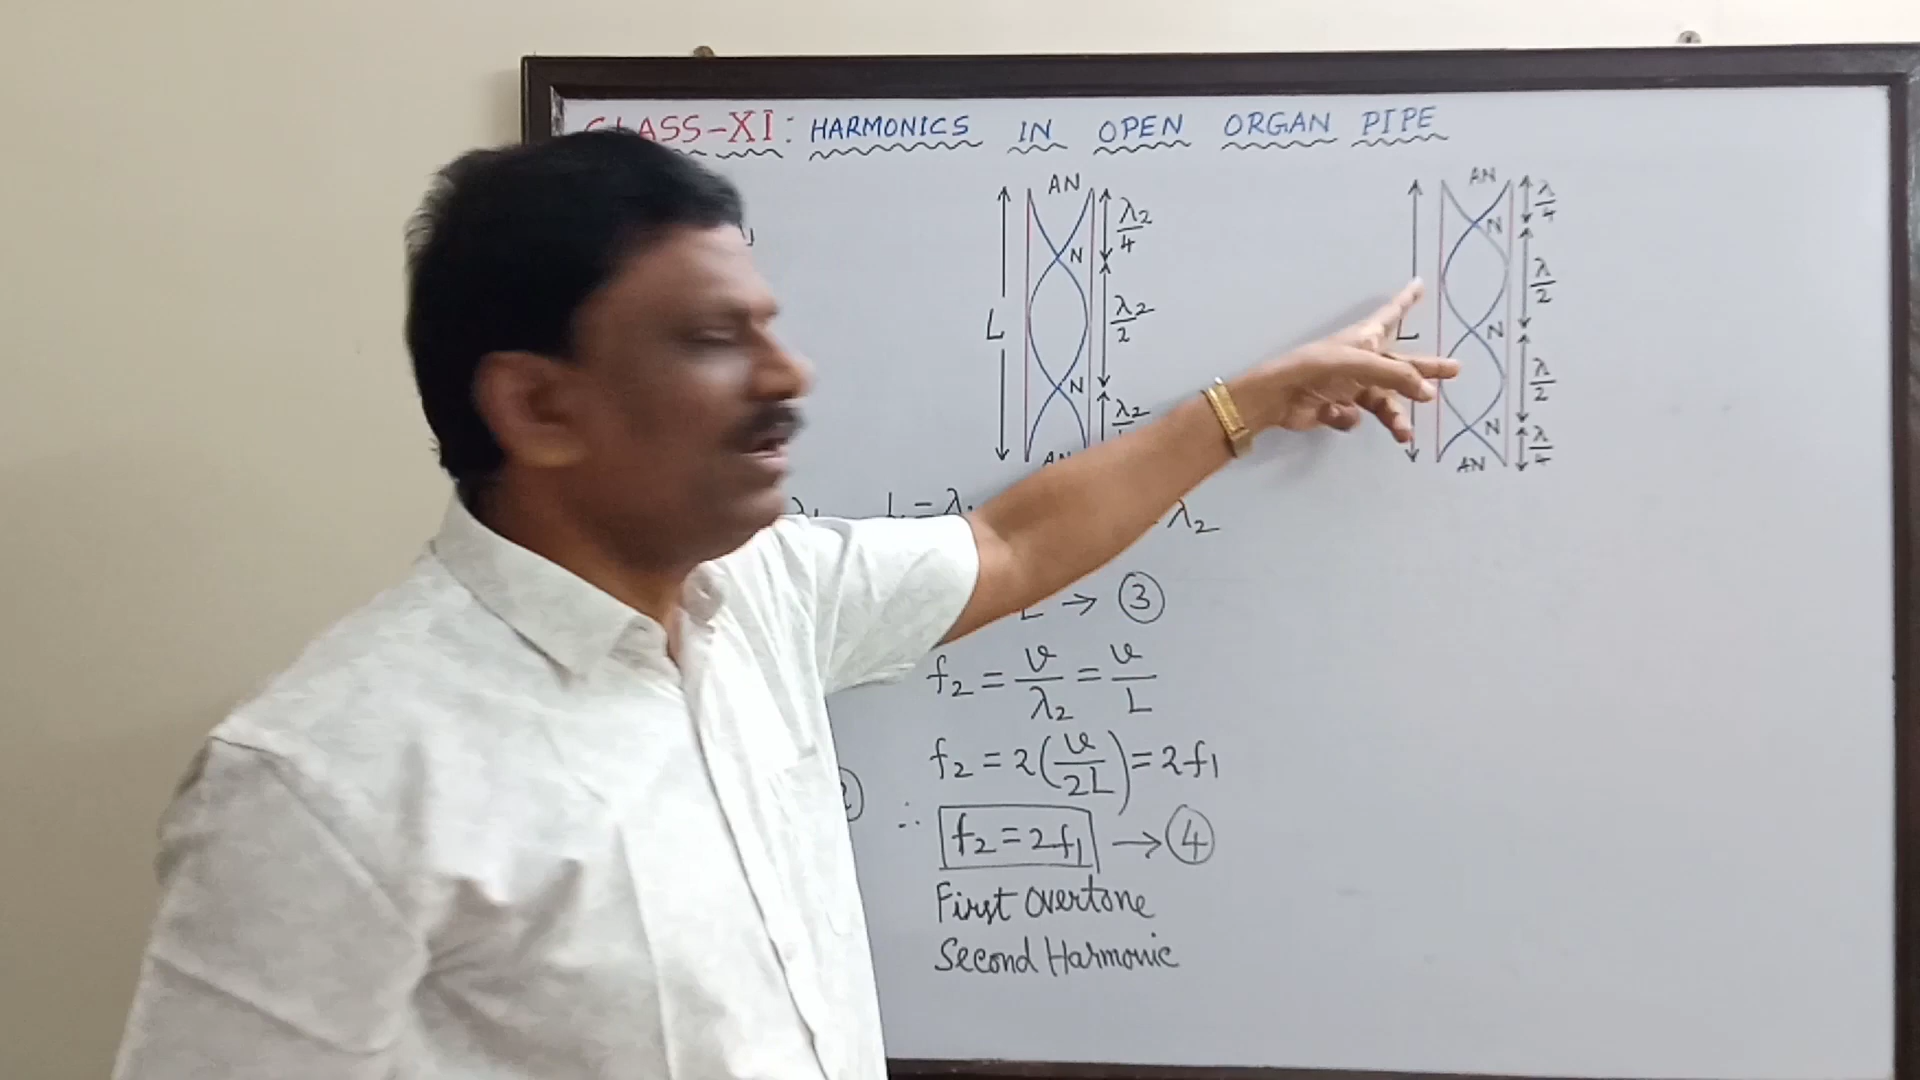 CLASS-XI: HARMONICS IN OPEN ORGAN PIPE
AN
λ2/4
N
L
λ2/2
N
λ2
AN
AN
λ/4
N
λ/2
L
N
λ/2
N
λ/4
AN
L = λ
λ2
L → ③
f2 = v/λ2 = v/L
f2 = 2(v/2L) = 2f1
∴ f2 = 2f1 → ④
First Overtone
Second Harmonic